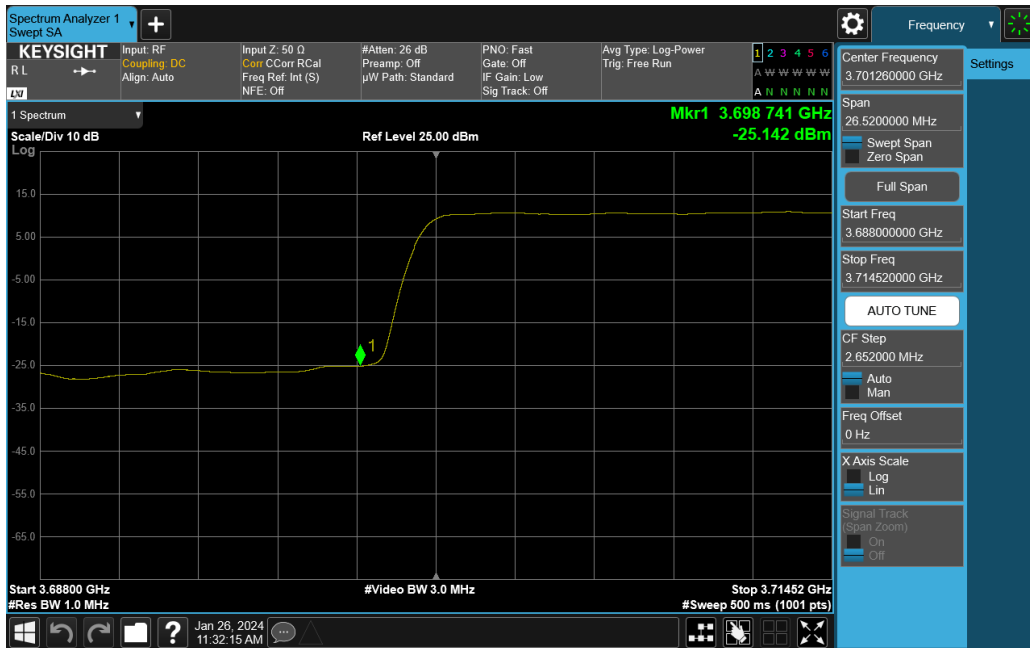 Spectrum Analyzer 1
Swept SA
Frequency
KEYSIGHT
R L
LXI
Input: RF
Coupling: DC
Align: Auto
Input Z: 50 Ω
Corr CCorr RCal
Freq Ref: Int (S)
NFE: Off
#Atten: 26 dB
Preamp: Off
µW Path: Standard
PNO: Fast
Gate: Off
IF Gain: Low
Sig Track: Off
Avg Type: Log-Power
Trig: Free Run
1 2 3 4 5 6
A W W W W W
A N N N N N
1 Spectrum
Mkr1 3.698 741 GHz
-25.142 dBm
Scale/Div 10 dB
Ref Level 25.00 dBm
Log
15.0
5.00
-5.00
-15.0
-25.0
-35.0
-45.0
-55.0
-65.0
1
Start 3.68800 GHz
#Video BW 3.0 MHz
Stop 3.71452 GHz
#Res BW 1.0 MHz
#Sweep 500 ms (1001 pts)
?
Jan 26, 2024
11:32:15 AM
Center Frequency
3.701260000 GHz
Settings
Span
26.5200000 MHz
Swept Span
Zero Span
Full Span
Start Freq
3.688000000 GHz
Stop Freq
3.714520000 GHz
AUTO TUNE
CF Step
2.652000 MHz
Auto
Man
Freq Offset
0 Hz
X Axis Scale
Log
Lin
Signal Track
(Span Zoom)
On
Off